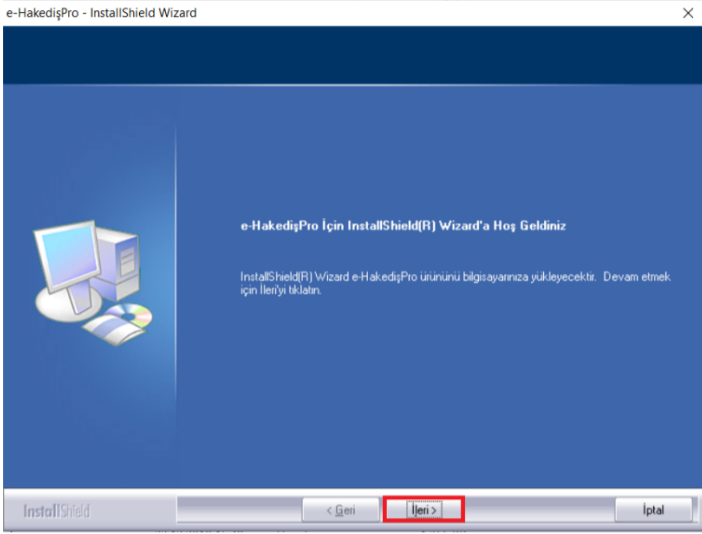 e-HakedişPro - InstallShield Wizard
e-HakedişPro İçin InstallShield(R) Wizard'a Hoş Geldiniz
InstallShield(R) Wizard e-HakedişPro ürününü bilgisayarınıza yükleyecektir. Devam etmek
için İleri'yi tıklatın.
InstallShield
< Geri
İleri >
İptal